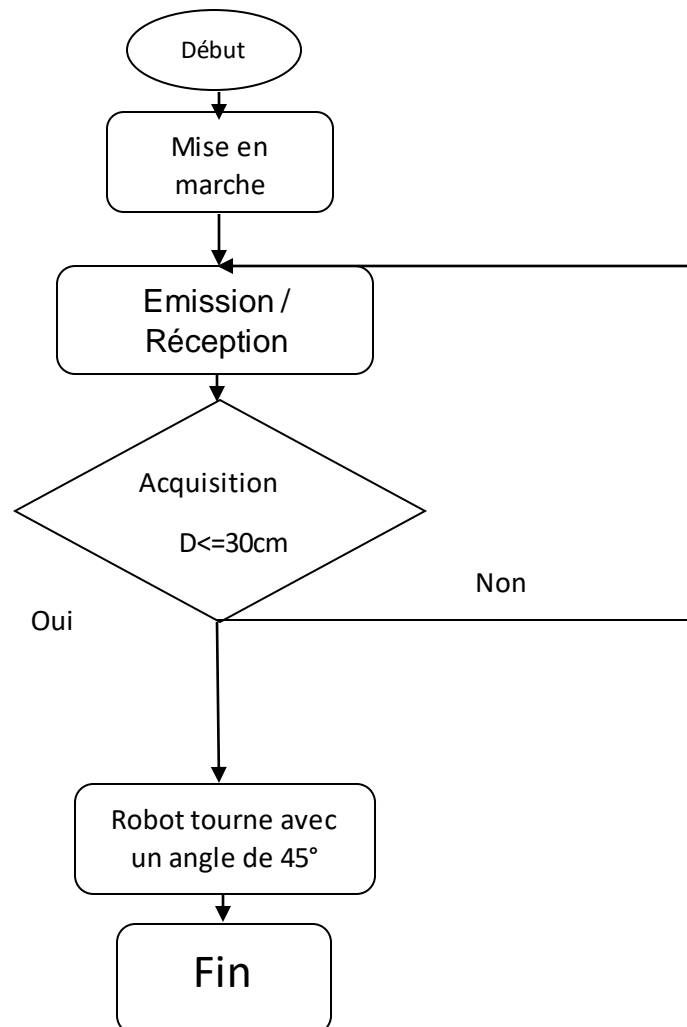 Début
Mise en
marche
Emission /
Réception
Acquisition
D<=30cm
Non
Oui
Robot tourne avec
un angle de 45°
Fin